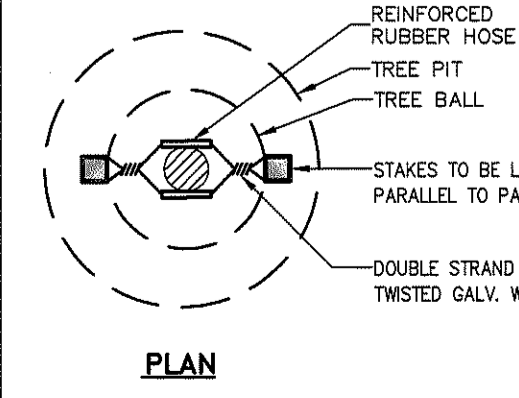 REINFORCED
RUBBER HOSE
TREE PIT
TREE BALL
STAKES TO BE L
PARALLEL TO PA
DOUBLE STRAND
TWISTED GALV. W
PLAN